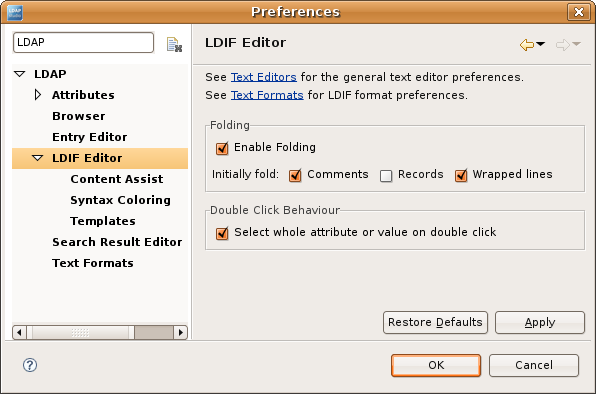 Preferences
LDAP
LDIF Editor
LDAP
Attributes
Browser
Entry Editor
LDIF Editor
Content Assist
Syntax Coloring
Templates
Search Result Editor
Text Formats
See Text Editors for the general text editor preferences.
See Text Formats for LDIF format preferences.
Folding
Enable Folding
Initially fold: Comments Records Wrapped lines
Double Click Behaviour
Select whole attribute or value on double click
Restore Defaults Apply
? OK Cancel